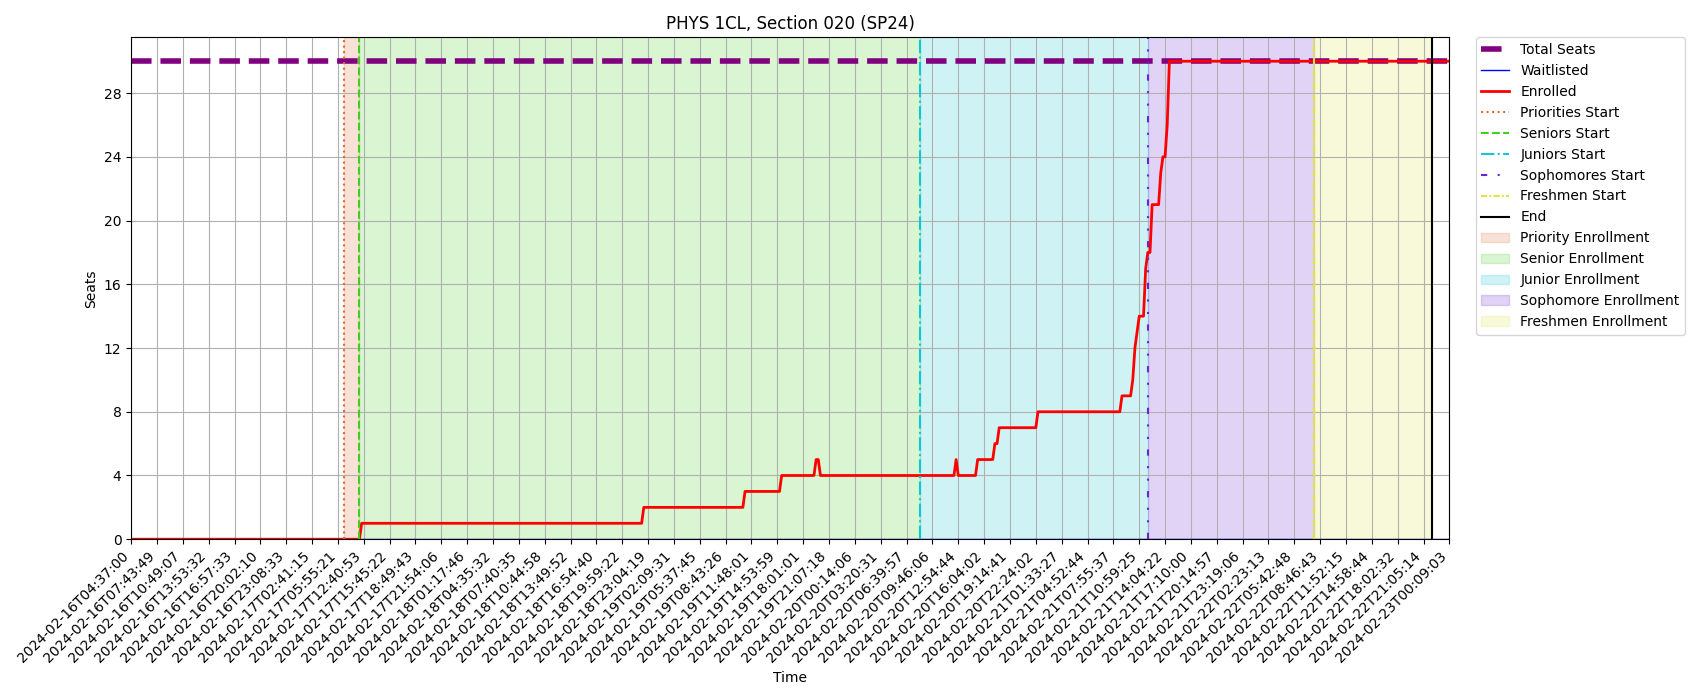 PHYS 1CL, Section 020 (SP24)
Seats
28
24
20
16
12
8
4
0
2024-02-16T04:37:00
2024-02-16T07:43:49
2024-02-16T10:49:07
2024-02-16T13:53:32
2024-02-16T16:57:33
2024-02-16T20:02:10
2024-02-16T23:08:33
2024-02-17T02:41:15
2024-02-17T05:55:21
2024-02-17T12:40:53
2024-02-17T15:45:22
2024-02-17T18:49:43
2024-02-17T21:54:06
2024-02-18T01:17:46
2024-02-18T04:35:32
2024-02-18T07:40:35
2024-02-18T10:44:58
2024-02-18T13:49:52
2024-02-18T16:54:40
2024-02-18T19:59:22
2024-02-18T23:04:19
2024-02-19T02:09:31
2024-02-19T05:37:45
2024-02-19T08:43:26
2024-02-19T11:48:01
2024-02-19T14:53:59
2024-02-19T18:01:01
2024-02-19T21:07:18
2024-02-20T00:14:06
2024-02-20T03:20:31
2024-02-20T06:39:57
2024-02-20T09:46:06
2024-02-20T12:54:44
2024-02-20T16:04:02
2024-02-20T19:14:41
2024-02-20T22:24:02
2024-02-21T01:33:27
2024-02-21T04:52:44
2024-02-21T07:55:37
2024-02-21T10:59:25
2024-02-21T14:04:22
2024-02-21T17:10:00
2024-02-21T20:14:57
2024-02-21T23:19:06
2024-02-22T02:23:13
2024-02-22T05:42:48
2024-02-22T08:46:43
2024-02-22T11:52:15
2024-02-22T14:58:44
2024-02-22T18:02:32
2024-02-22T21:05:14
2024-02-23T00:09:03
Time
Total Seats
Waitlisted
Enrolled
Priorities Start
Seniors Start
Juniors Start
Sophomores Start
Freshmen Start
End
Priority Enrollment
Senior Enrollment
Junior Enrollment
Sophomore Enrollment
Freshmen Enrollment